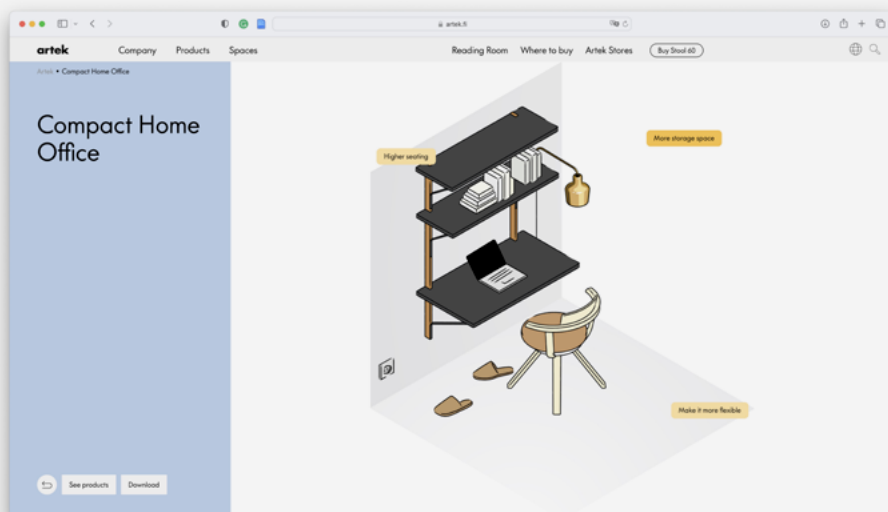 artek.fi
artek
Company
Products
Spaces
Reading Room
Where to buy
Artek Stores
Buy Stool 60
Artek • Compact Home Office
Compact Home
Office
Higher seating
More storage space
Make it more flexible
See products
Download